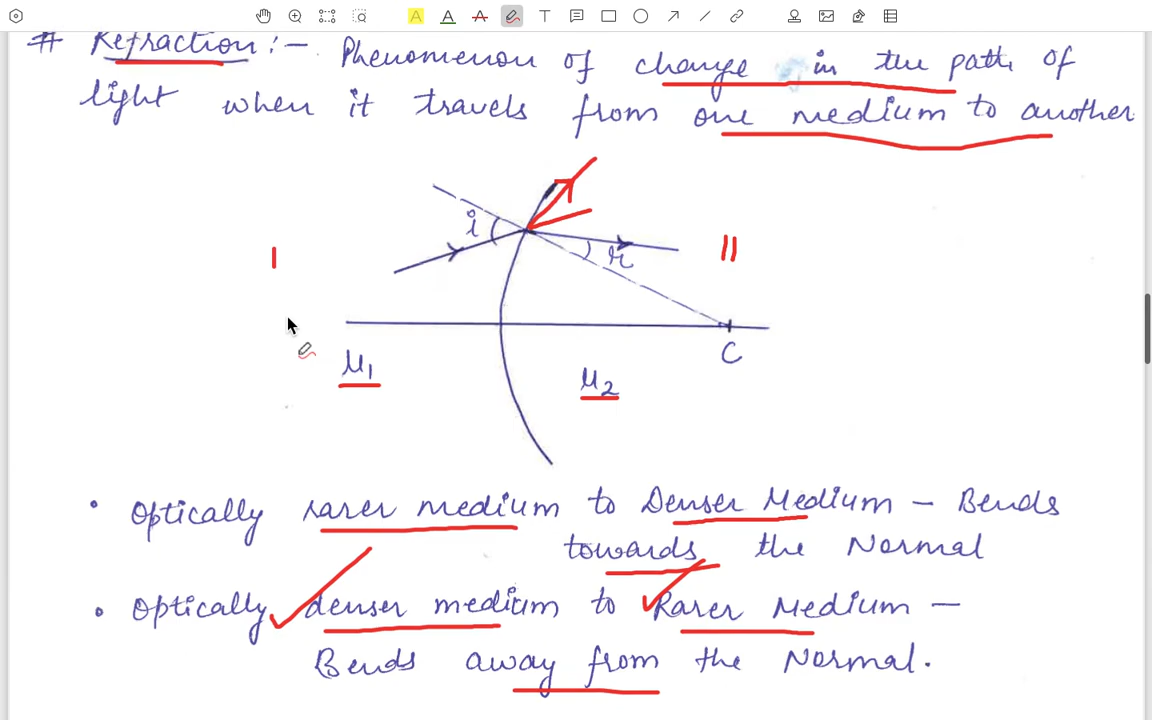 # Refraction :- Phenomenon of change in the path of
light when it travels from one medium to another
i
r
I
II
C
μ1
μ2
• Optically rarer medium to Denser Medium - Bends
towards the Normal
• Optically denser medium to Rarer Medium -
Bends away from the Normal.